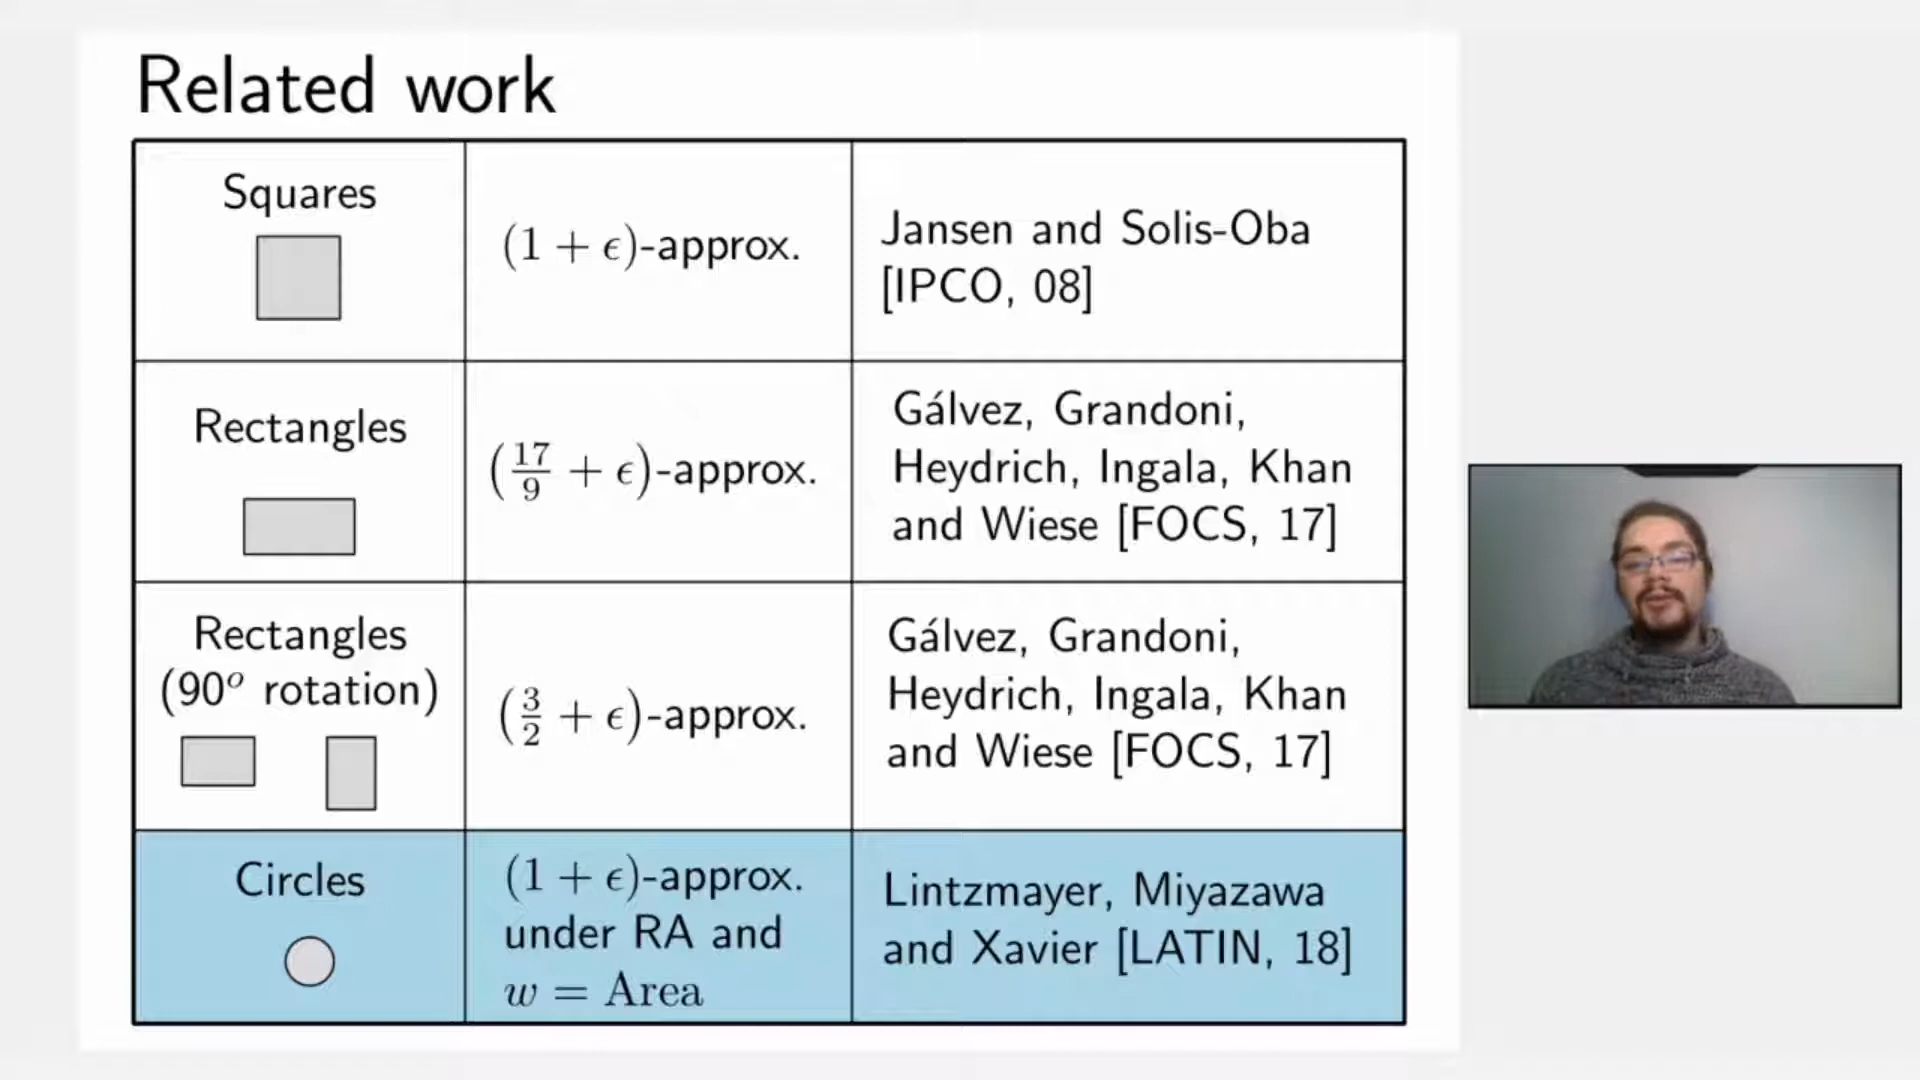 Related work
Squares
(1 + ϵ)-approx.
Jansen and Solis-Oba
[IPCO, 08]
Rectangles
(17/9 + ϵ)-approx.
Gálvez, Grandoni,
Heydrich, Ingala, Khan
and Wiese [FOCS, 17]
Rectangles
(90° rotation)
(3/2 + ϵ)-approx.
Gálvez, Grandoni,
Heydrich, Ingala, Khan
and Wiese [FOCS, 17]
Circles
(1 + ϵ)-approx.
under RA and
w = Area
Lintzmayer, Miyazawa
and Xavier [LATIN, 18]